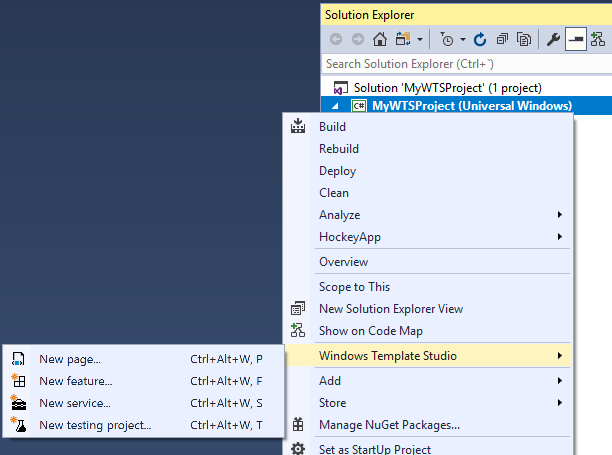 Solution Explorer
Search Solution Explorer (Ctrl+`)
Solution 'MyWTSProject' (1 project)
C# MyWTSProject (Universal Windows)
Build
Rebuild
Deploy
Clean
Analyze
HockeyApp
Overview
Scope to This
New Solution Explorer View
Show on Code Map
Windows Template Studio
New page... Ctrl+Alt+W, P
New feature... Ctrl+Alt+W, F
New service... Ctrl+Alt+W, S
New testing project... Ctrl+Alt+W, T
Add
Store
Manage NuGet Packages...
Set as StartUp Project